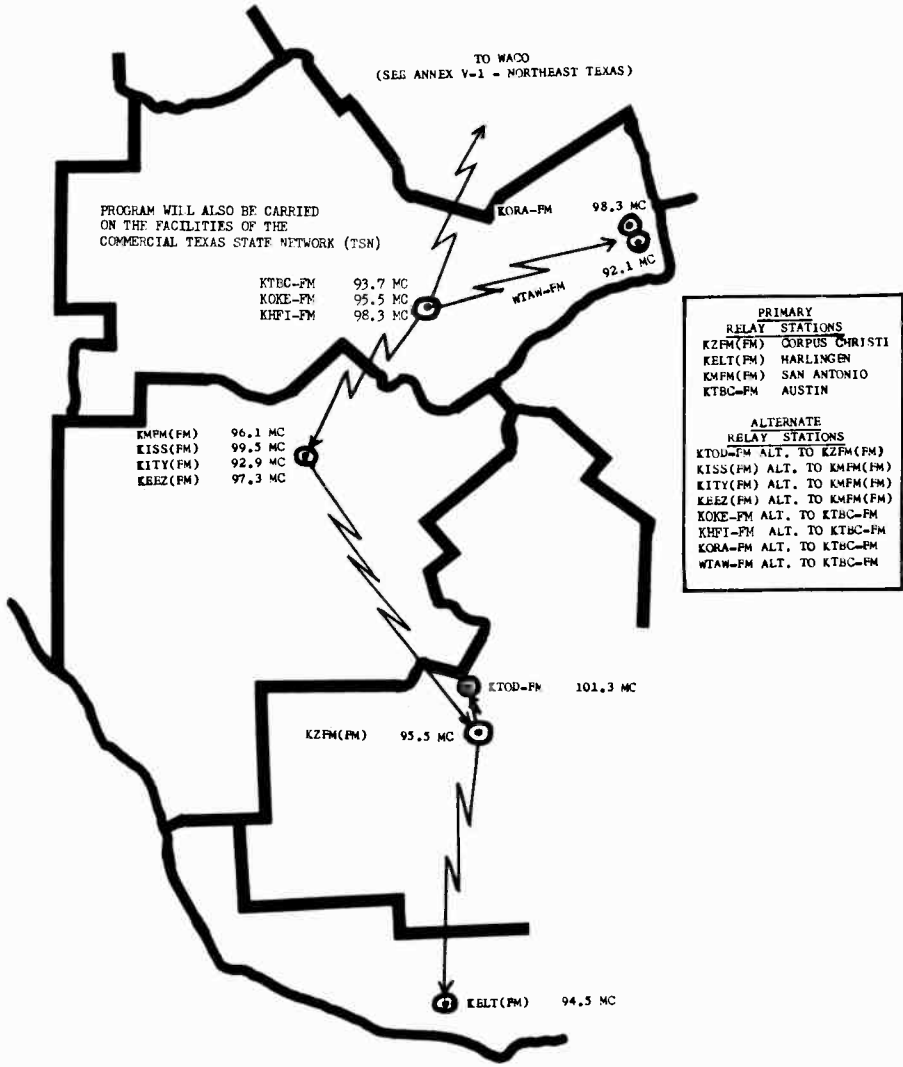 TO WACO
(SEE ANNEX V-1 - NORTHEAST TEXAS)
KORA-FM
98.3 MC
PROGRAM WILL ALSO BE CARRIED
ON THE FACILITIES OF THE
COMMERCIAL TEXAS STATE NETWORK (TSN)
92.1 MC
WTAW-FM
KTBC-FM 93.7 MC
KOKE-FM 95.5 MC
KHFI-FM 98.3 MC
PRIMARY
RELAY STATIONS
KZFM(FM) CORPUS CHRISTI
KELT(FM) HARLINGEN
KMFM(FM) SAN ANTONIO
KTBC-FM AUSTIN
ALTERNATE
RELAY STATIONS
KTOD-FM ALT. TO KZFM(FM)
KISS(FM) ALT. TO KMFM(FM)
KITY(FM) ALT. TO KMFM(FM)
KEEZ(FM) ALT. TO KMFM(FM)
KOKE-FM ALT. TO KTBC-FM
KHFI-FM ALT. TO KTBC-FM
KORA-FM ALT. TO KTBC-FM
WTAW-FM ALT. TO KTBC-FM
KMFM(FM) 96.1 MC
KISS(FM) 99.5 MC
KITY(FM) 92.9 MC
KEEZ(FM) 97.3 MC
KTOD-FM 101.3 MC
KZFM(FM) 95.5 MC
KELT(FM) 94.5 MC